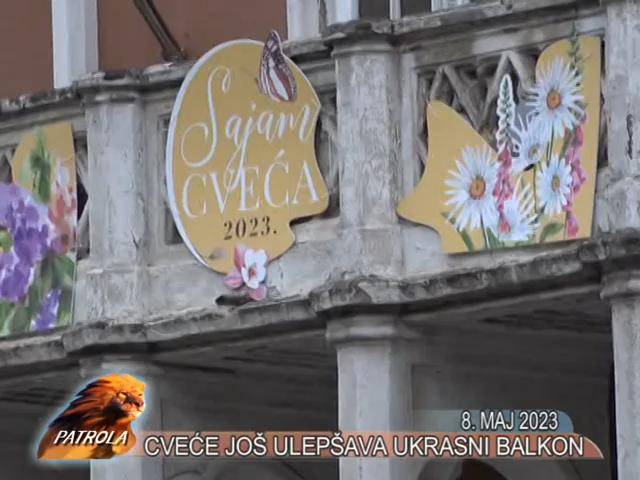 Sajam
CVEĆA
2023.
8. MAJ 2023
PATROLA
CVEĆE JOŠ ULEPŠAVA UKRASNI BALKON